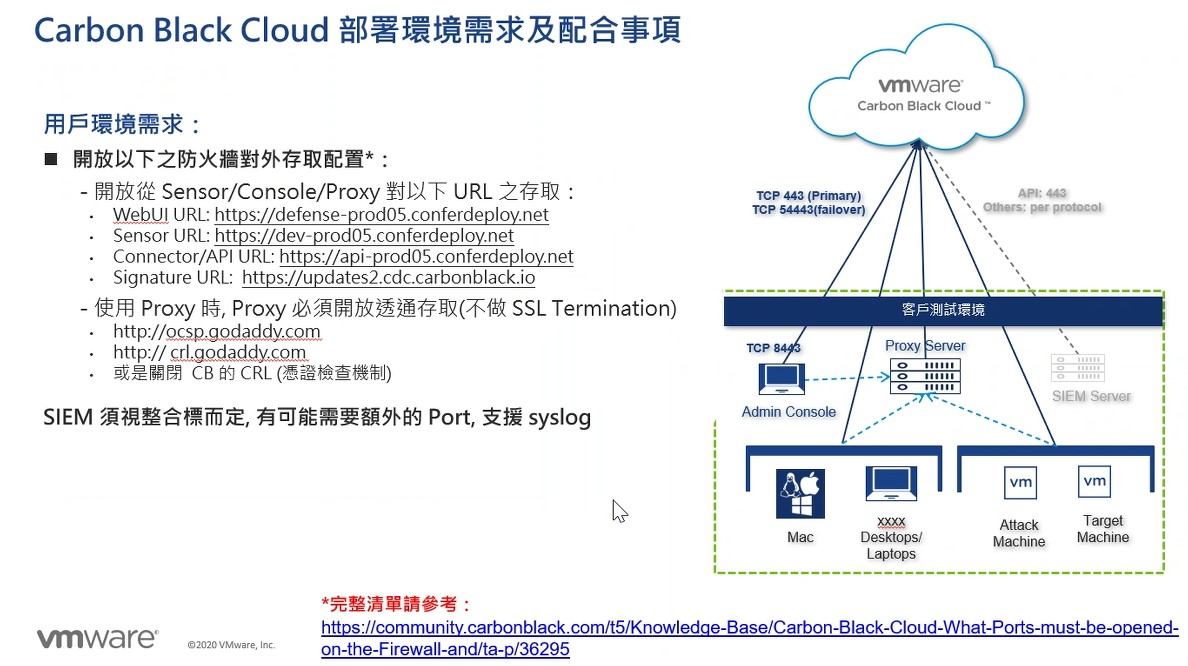 Carbon Black Cloud 部署環境需求及配合事項
用戶環境需求：
■ 開放以下之防火牆對外存取配置*：
- 開放從 Sensor/Console/Proxy 對以下 URL 之存取：
• WebUI URL: https://defense-prod05.conferdeploy.net
• Sensor URL: https://dev-prod05.conferdeploy.net
• Connector/API URL: https://api-prod05.conferdeploy.net
• Signature URL: https://updates2.cdc.carbonblack.io
- 使用 Proxy 時, Proxy 必須開放透通存取(不做 SSL Termination)
• http://ocsp.godaddy.com
• http:// crl.godaddy.com
• 或是關閉 CB 的 CRL (憑證檢查機制)
SIEM 須視整合標而定, 有可能需要額外的 Port, 支援 syslog
vmware®
Carbon Black Cloud ™
TCP 443 (Primary)
TCP 54443(failover)
API: 443
Others: per protocol
客戶測試環境
TCP 8443
Proxy Server
Admin Console
SIEM Server
vm
vm
Mac
xxxx
Desktops/
Laptops
Attack
Machine
Target
Machine
*完整清單請參考：
https://community.carbonblack.com/t5/Knowledge-Base/Carbon-Black-Cloud-What-Ports-must-be-opened-
on-the-Firewall-and/ta-p/36295
vmware®
©2020 VMware, Inc.